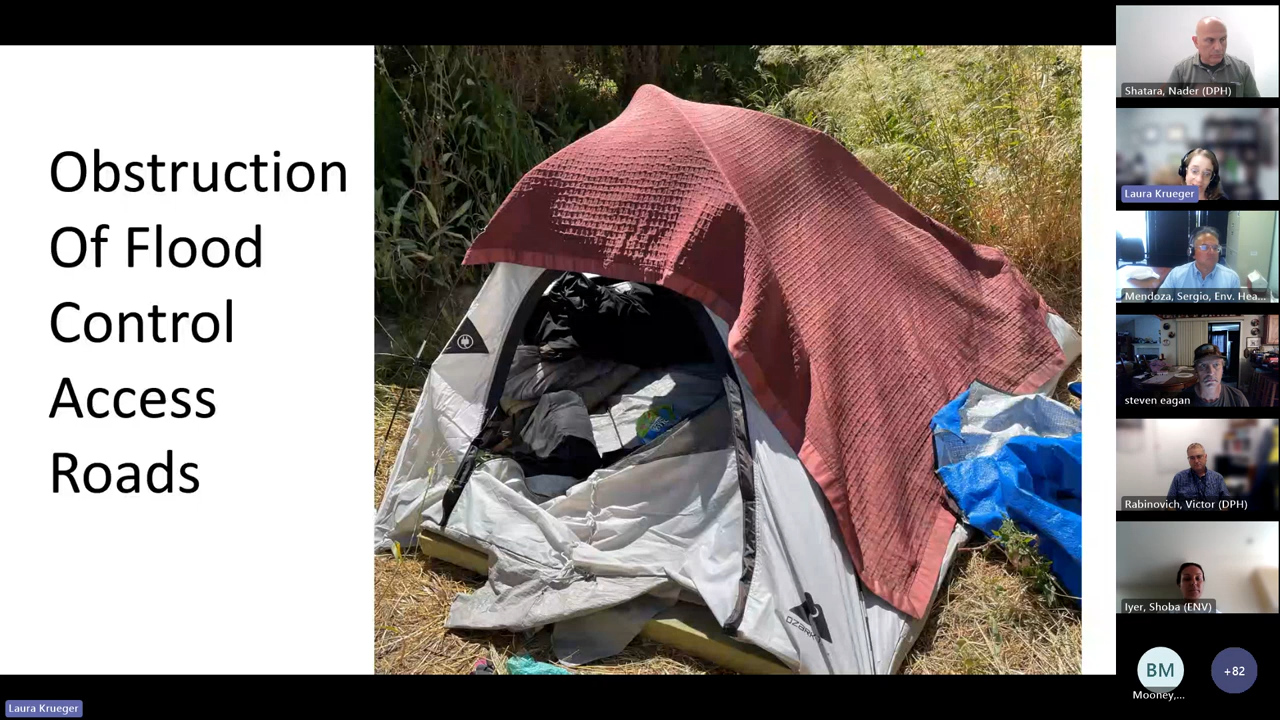 Obstruction
Of Flood
Control
Access
Roads
OZARK
Shatara, Nader (DPH)
Laura Krueger
Mendoza, Sergio, Env. Hea...
steven eagan
Rabinovich, Victor (DPH)
Iyer, Shoba (ENV)
BM
Mooney,...
+82
Laura Krueger